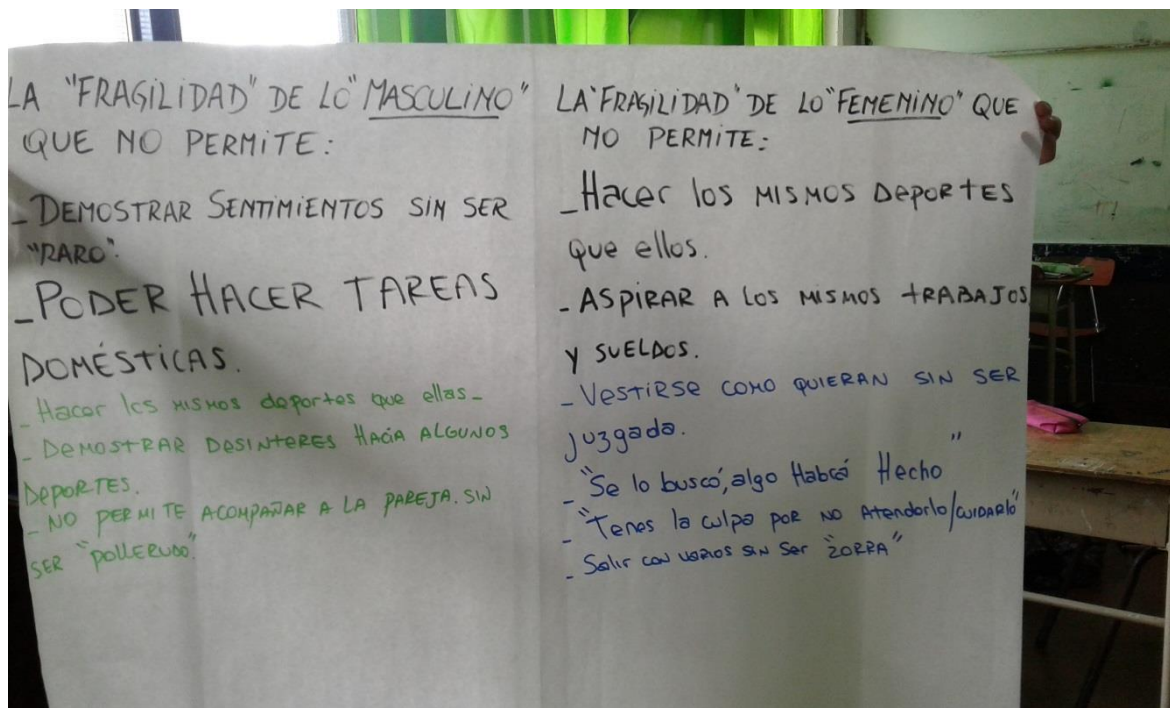 LA "FRAGILIDAD" DE LO "MASCULINO"
QUE NO PERMITE:
_DEMOSTRAR SENTIMIENTOS SIN SER
"RARO".
_PODER HACER TAREAS
DOMÉSTICAS.
_Hacer los MISMOS deportes que ellas_
_DEMOSTRAR DESINTERES HACIA ALGUNOS
DEPORTES.
_NO PERMITE ACOMPAÑAR A LA PAREJA. SIN
SER "POLLERUDO".
LA "FRAGILIDAD" DE LO "FEMENINO" QUE
NO PERMITE:
_Hacer los MISMOS DEPORTES
que ellos.
_ASPIRAR A LOS MISMOS TRABAJOS
Y SUELDOS.
_VESTIRSE COMO QUIERAN SIN SER
juzgada.
_"Se lo buscó, algo Habrá Hecho"
_"Tenes la culpa por NO Atenderlo/cuidarlo"
_Salir con varios sin ser "ZORRA"